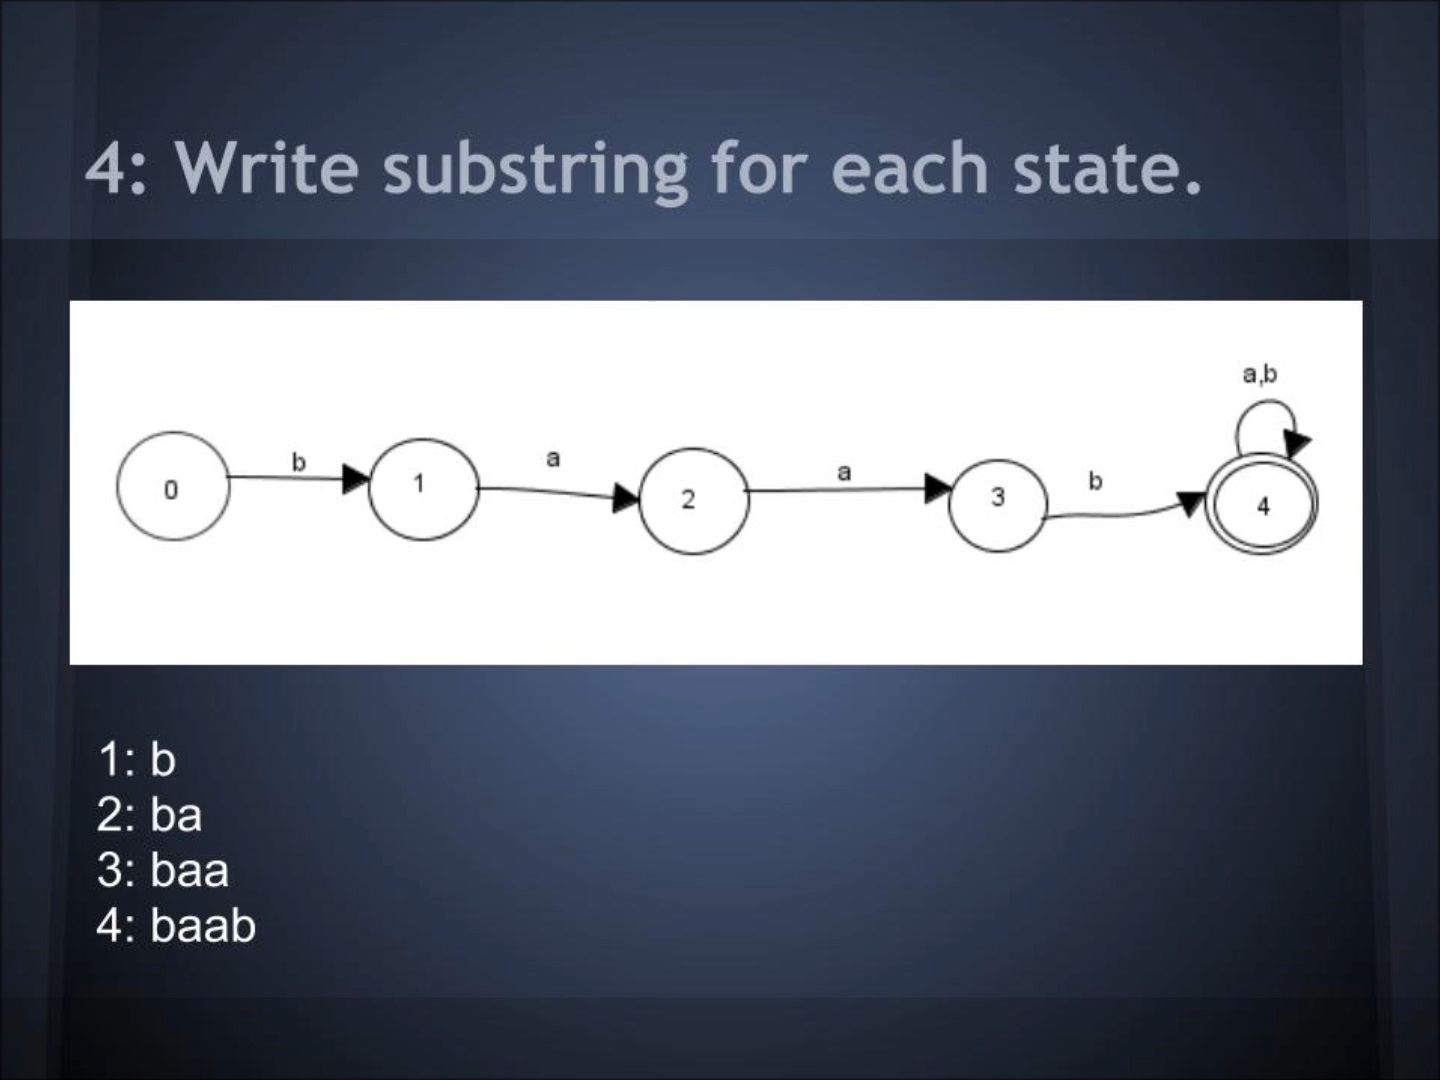 4: Write substring for each state.
a,b
b
a
a
b
0
1
2
3
4
1: b
2: ba
3: baa
4: baab